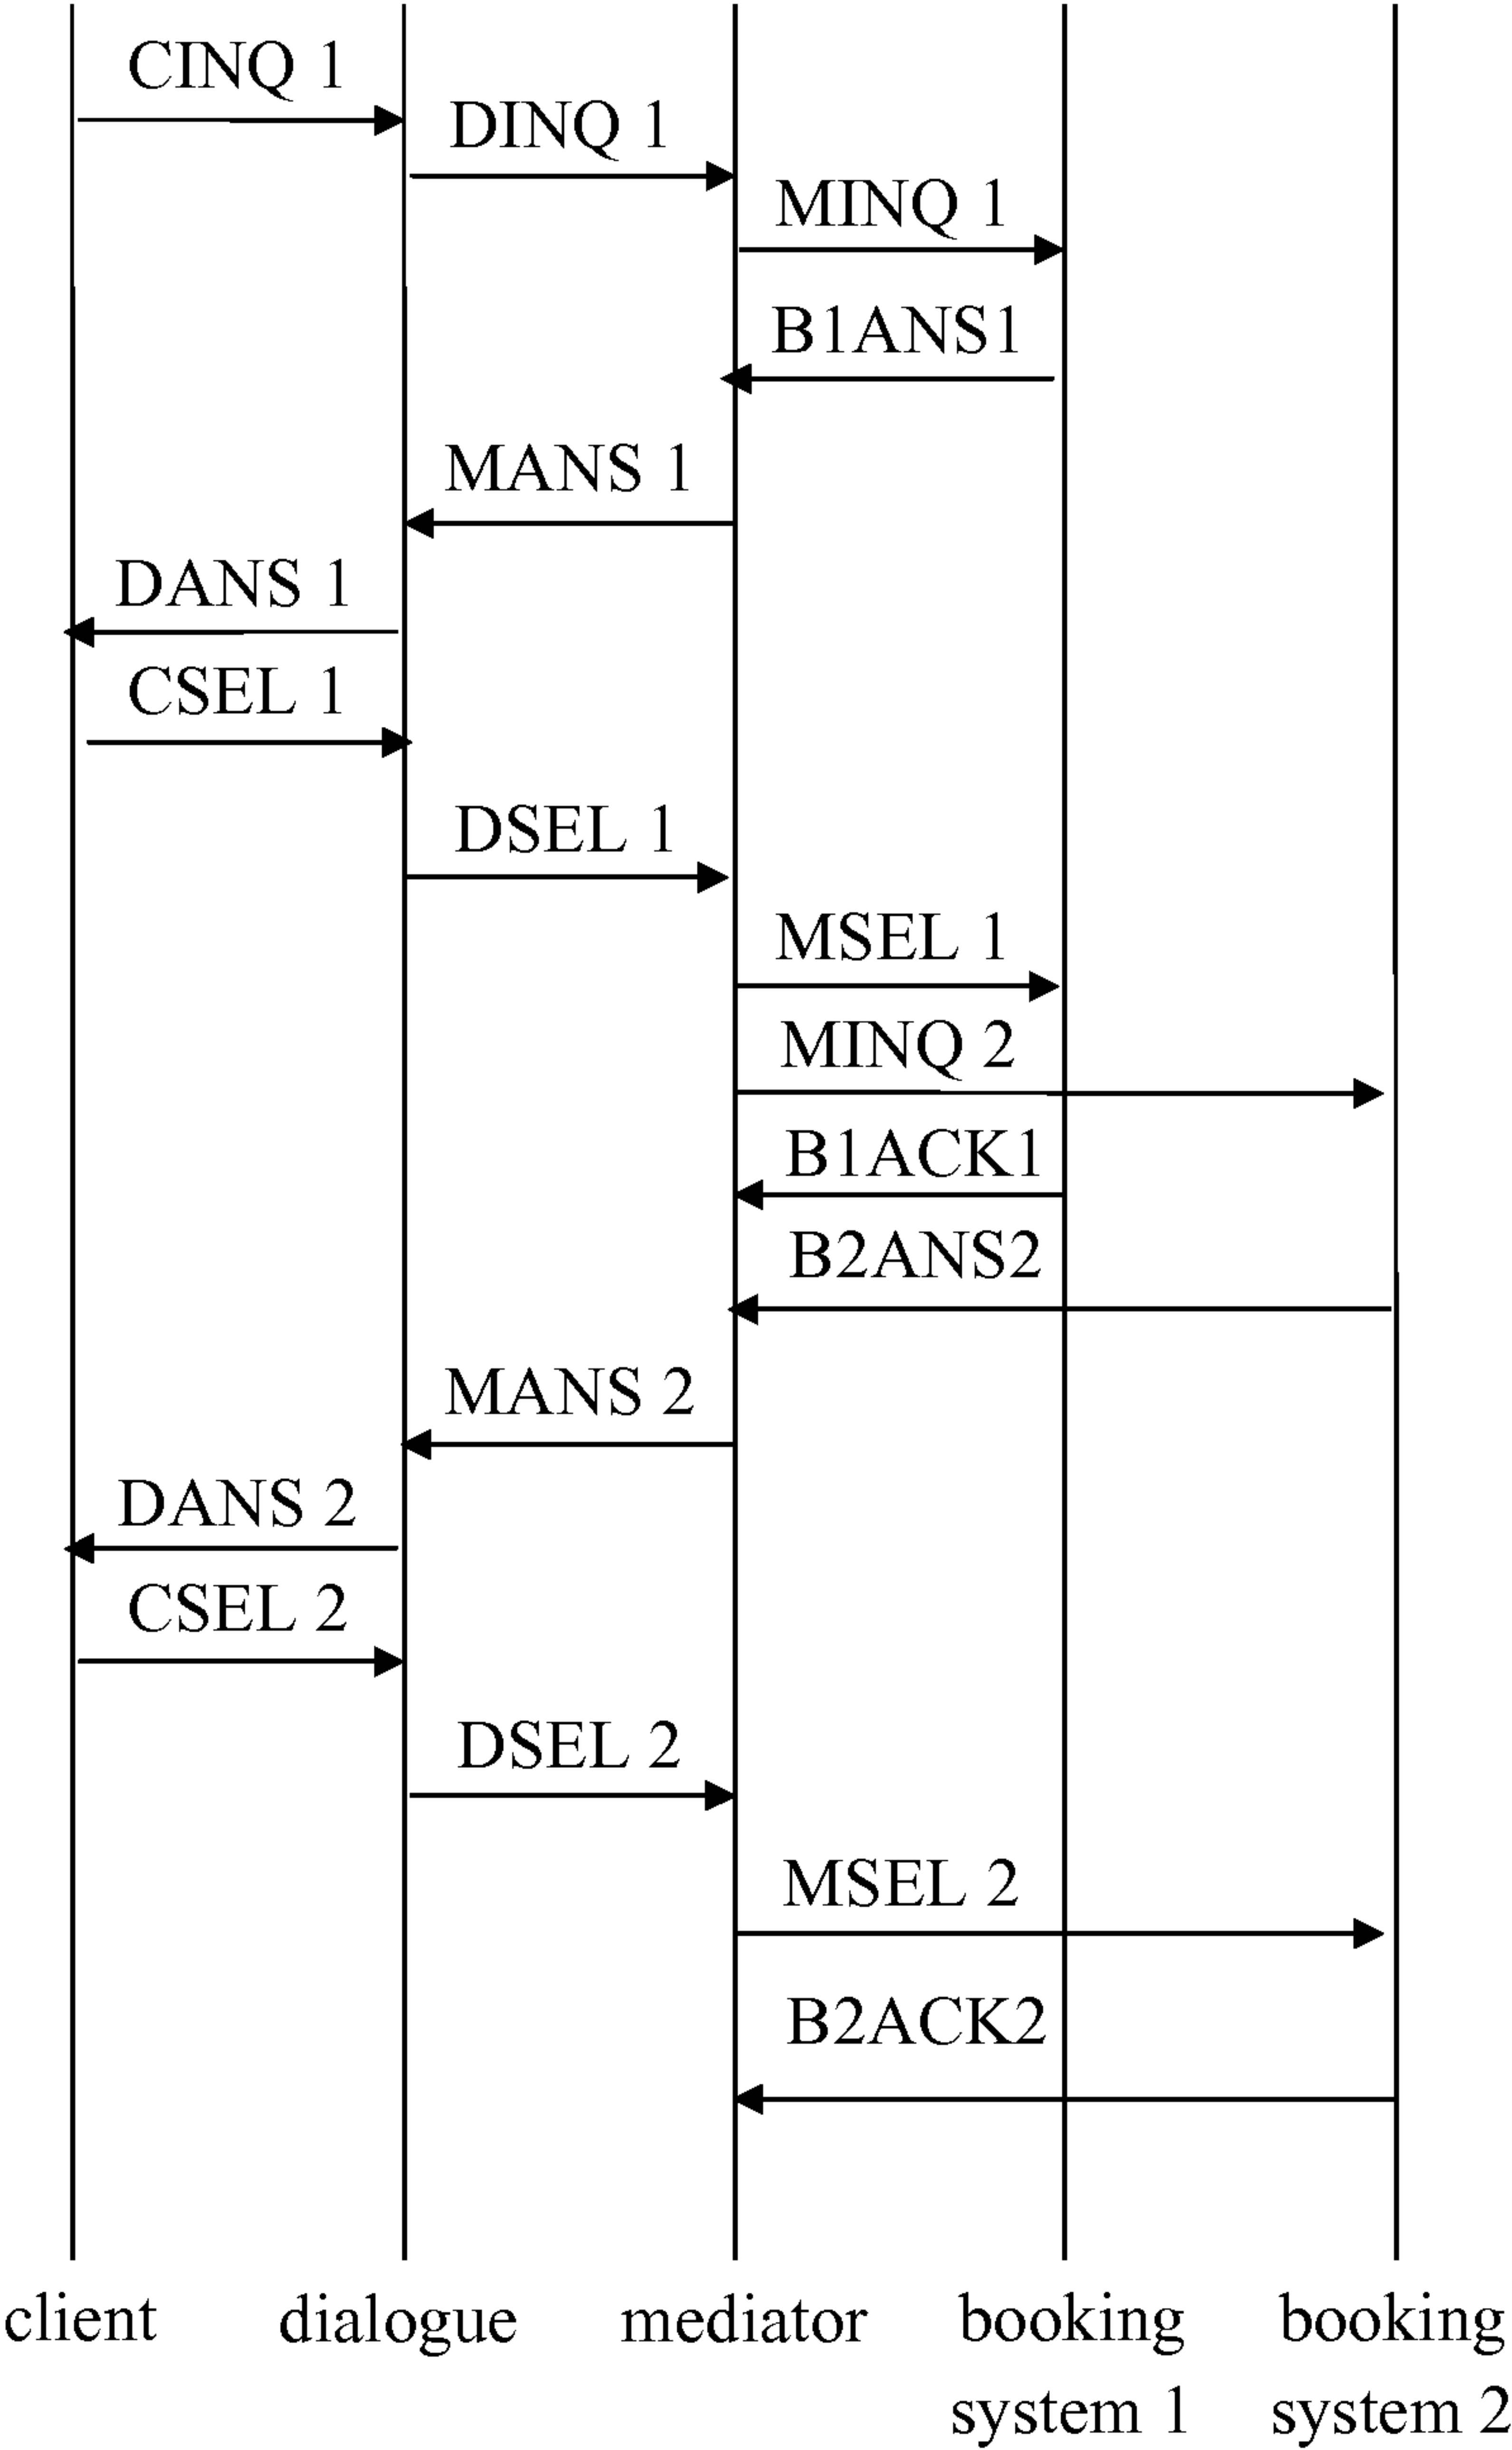 CINQ 1
DINQ 1
MINQ 1
B1ANS1
MANS 1
DANS 1
CSEL 1
DSEL 1
MSEL 1
MINQ 2
B1ACK1
B2ANS2
MANS 2
DANS 2
CSEL 2
DSEL 2
MSEL 2
B2ACK2
client
dialogue
mediator
booking
system 1
booking
system 2